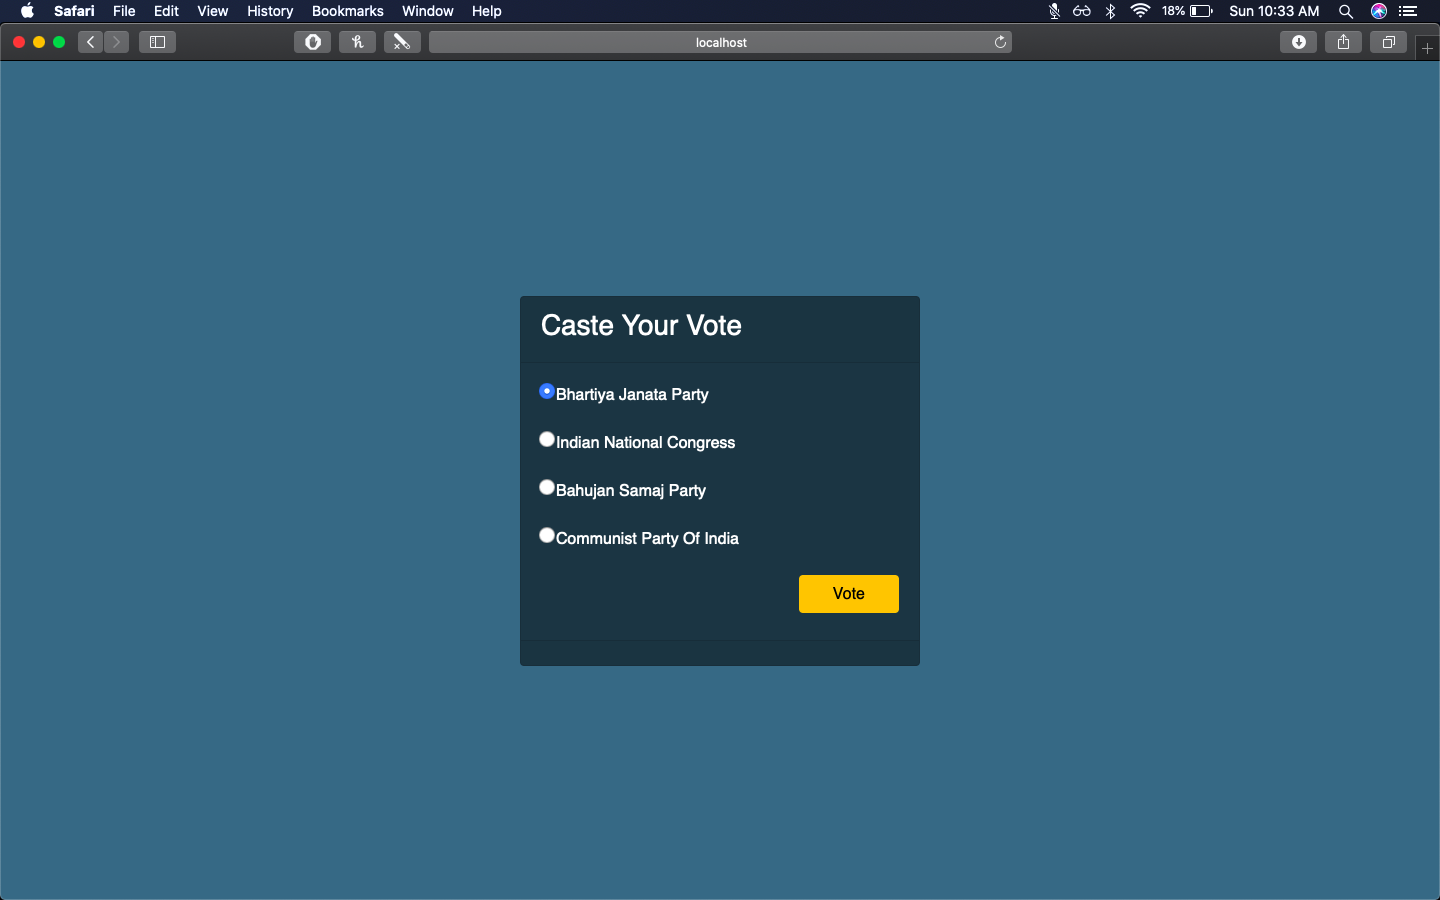 Safari File Edit View History Bookmarks Window Help 18% Sun 10:33 AM
localhost
Caste Your Vote
Bhartiya Janata Party
Indian National Congress
Bahujan Samaj Party
Communist Party Of India
Vote